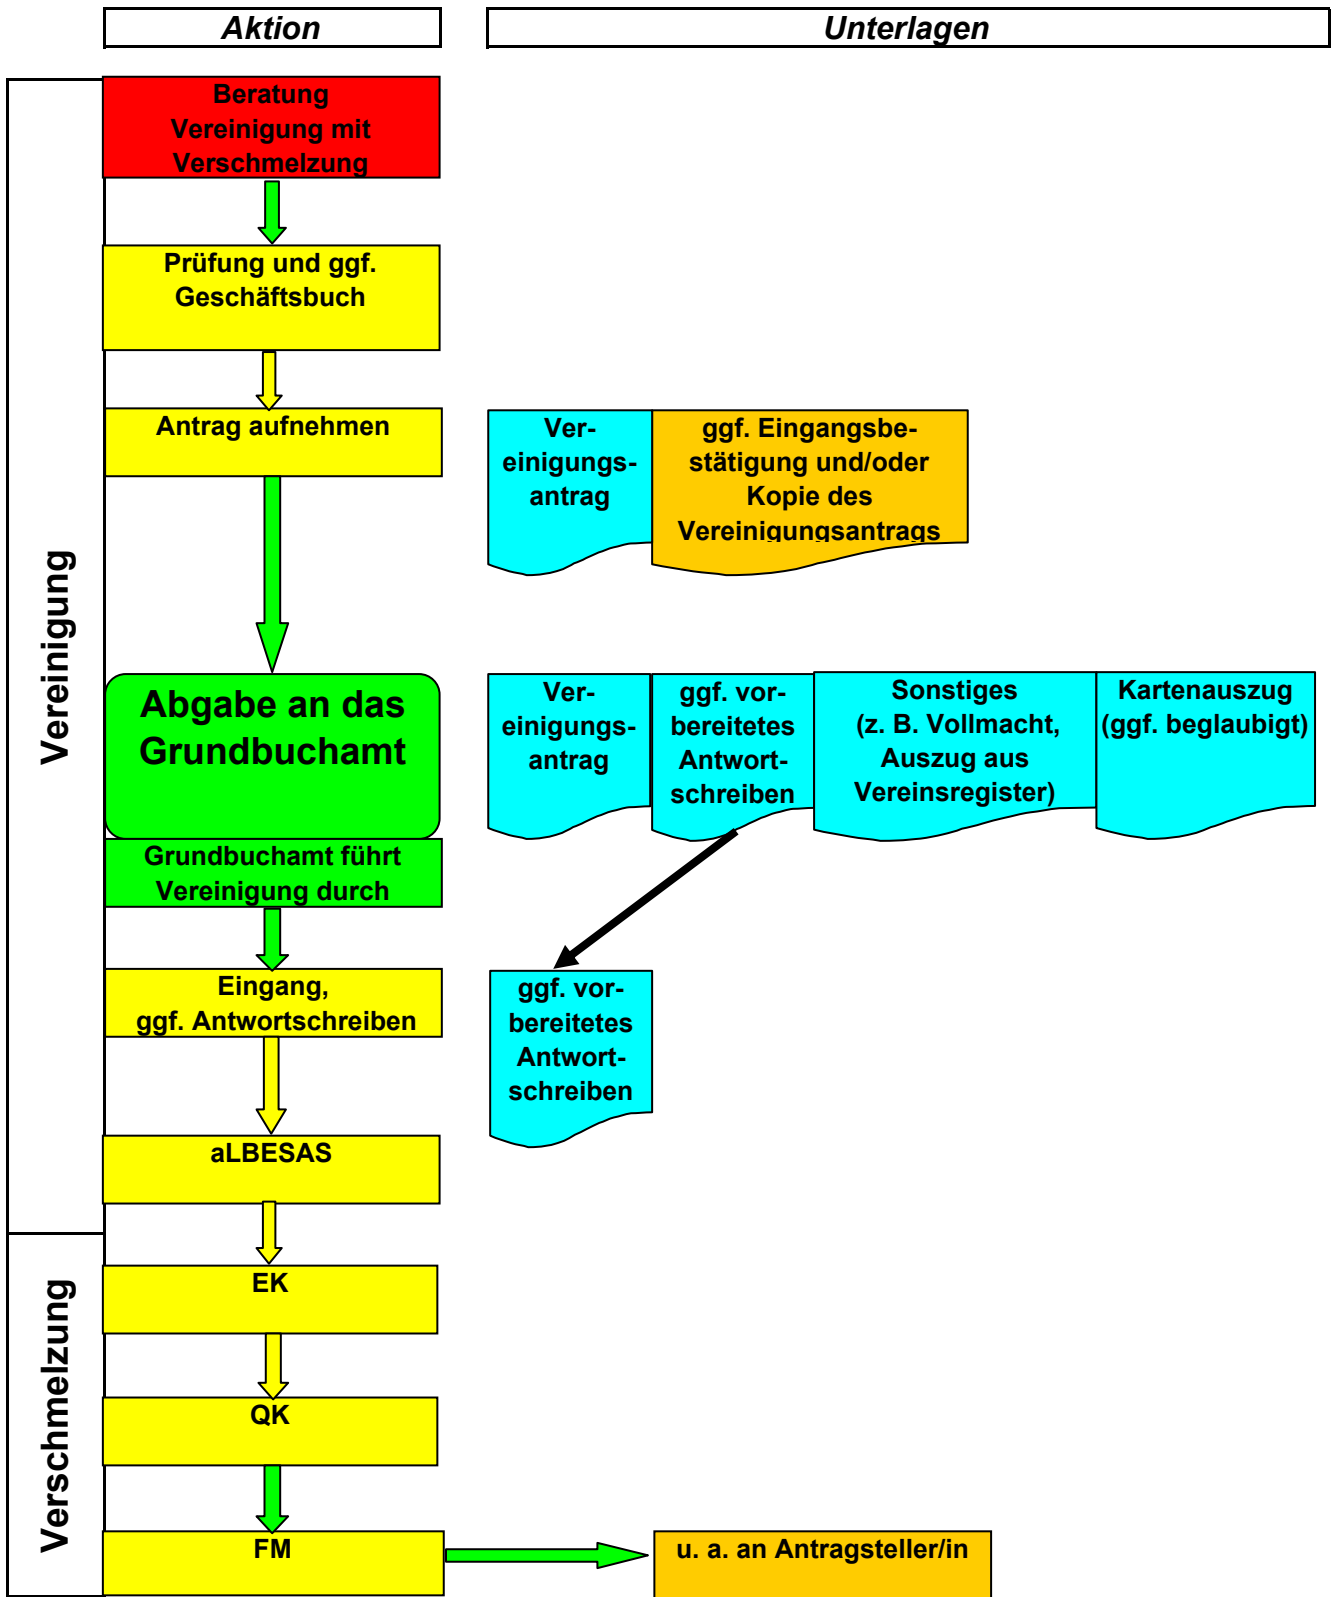 Aktion
Unterlagen
Beratung
Vereinigung mit
Verschmelzung
Prüfung und ggf.
Geschäftsbuch
Antrag aufnehmen
Ver-
einigungs-
antrag
ggf. Eingangsbe-
stätigung und/oder
Kopie des
Vereinigungsantrags
Vereinigung
Abgabe an das
Grundbuchamt
Ver-
einigungs-
antrag
ggf. vor-
bereitetes
Antwort-
schreiben
Sonstiges
(z. B. Vollmacht,
Auszug aus
Vereinsregister)
Kartenauszug
(ggf. beglaubigt)
Grundbuchamt führt
Vereinigung durch
Eingang,
ggf. Antwortschreiben
ggf. vor-
bereitetes
Antwort-
schreiben
aLBESAS
Verschmelzung
EK
QK
FM
u. a. an Antragsteller/in